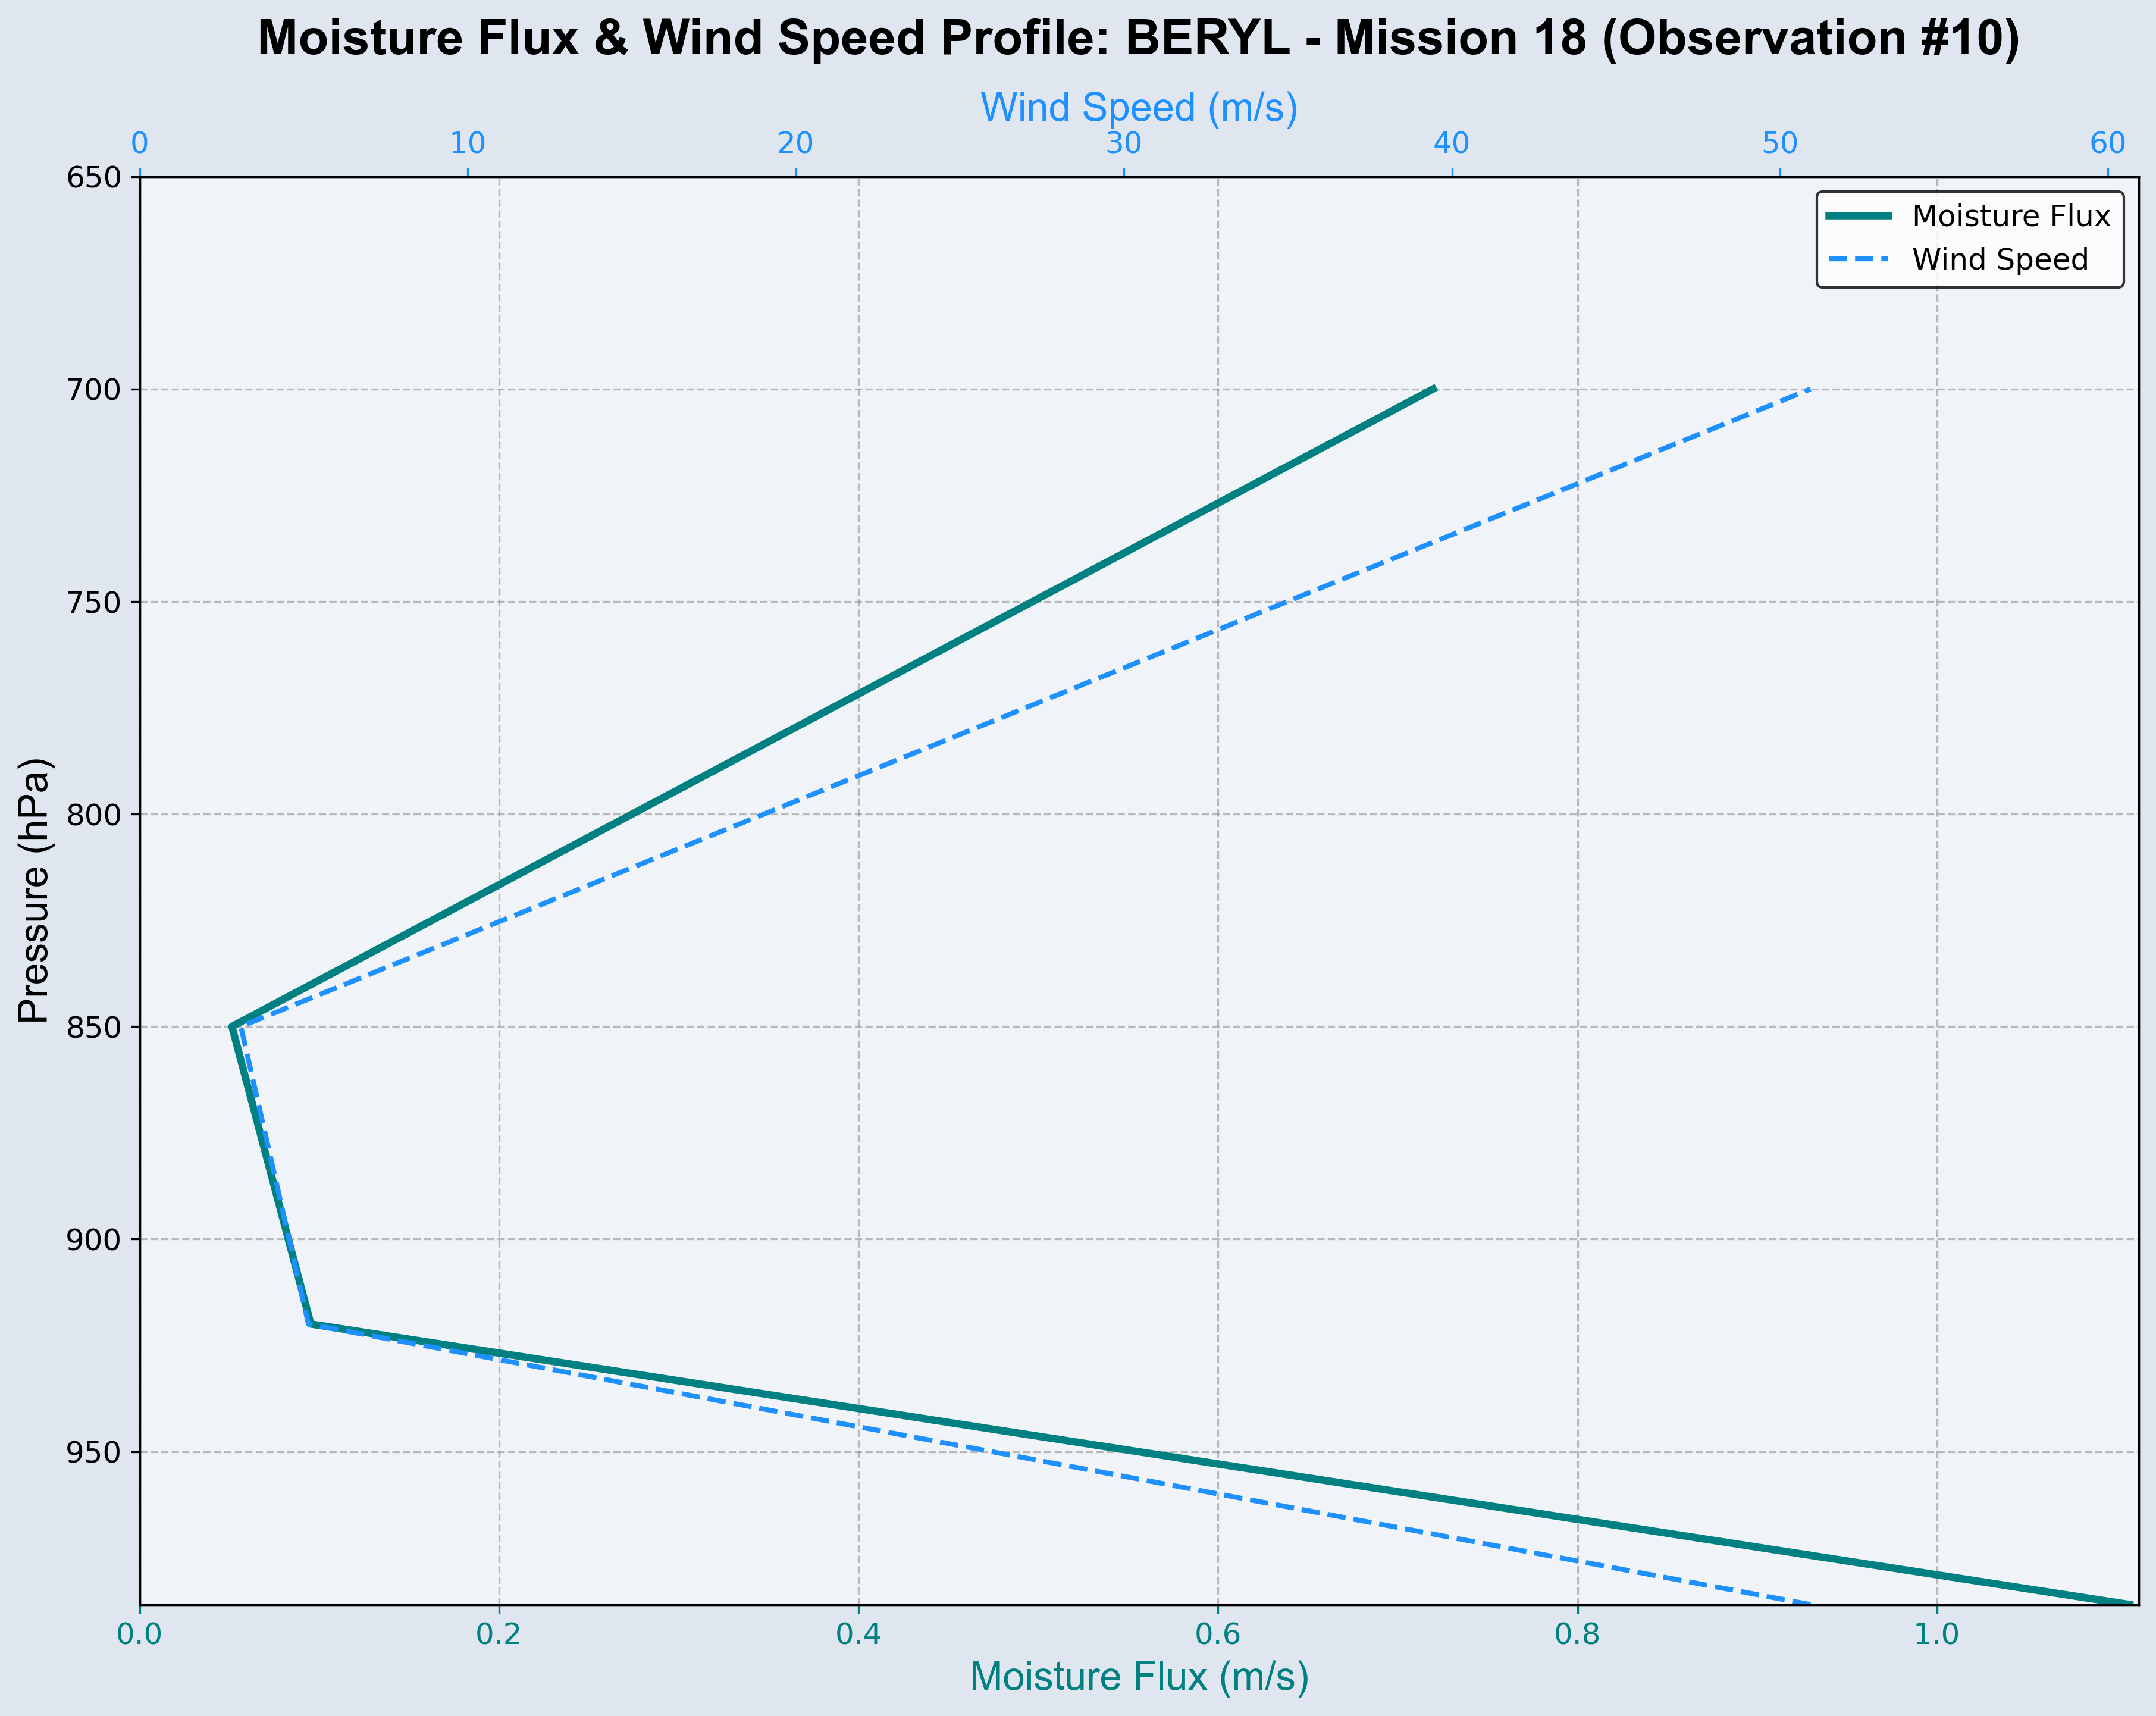 Moisture Flux & Wind Speed Profile: BERYL - Mission 18 (Observation #10)
Wind Speed (m/s)
0 10 20 30 40 50 60
650
Moisture Flux
Wind Speed
700
750
800
850
900
950
Pressure (hPa)
0.0 0.2 0.4 0.6 0.8 1.0
Moisture Flux (m/s)